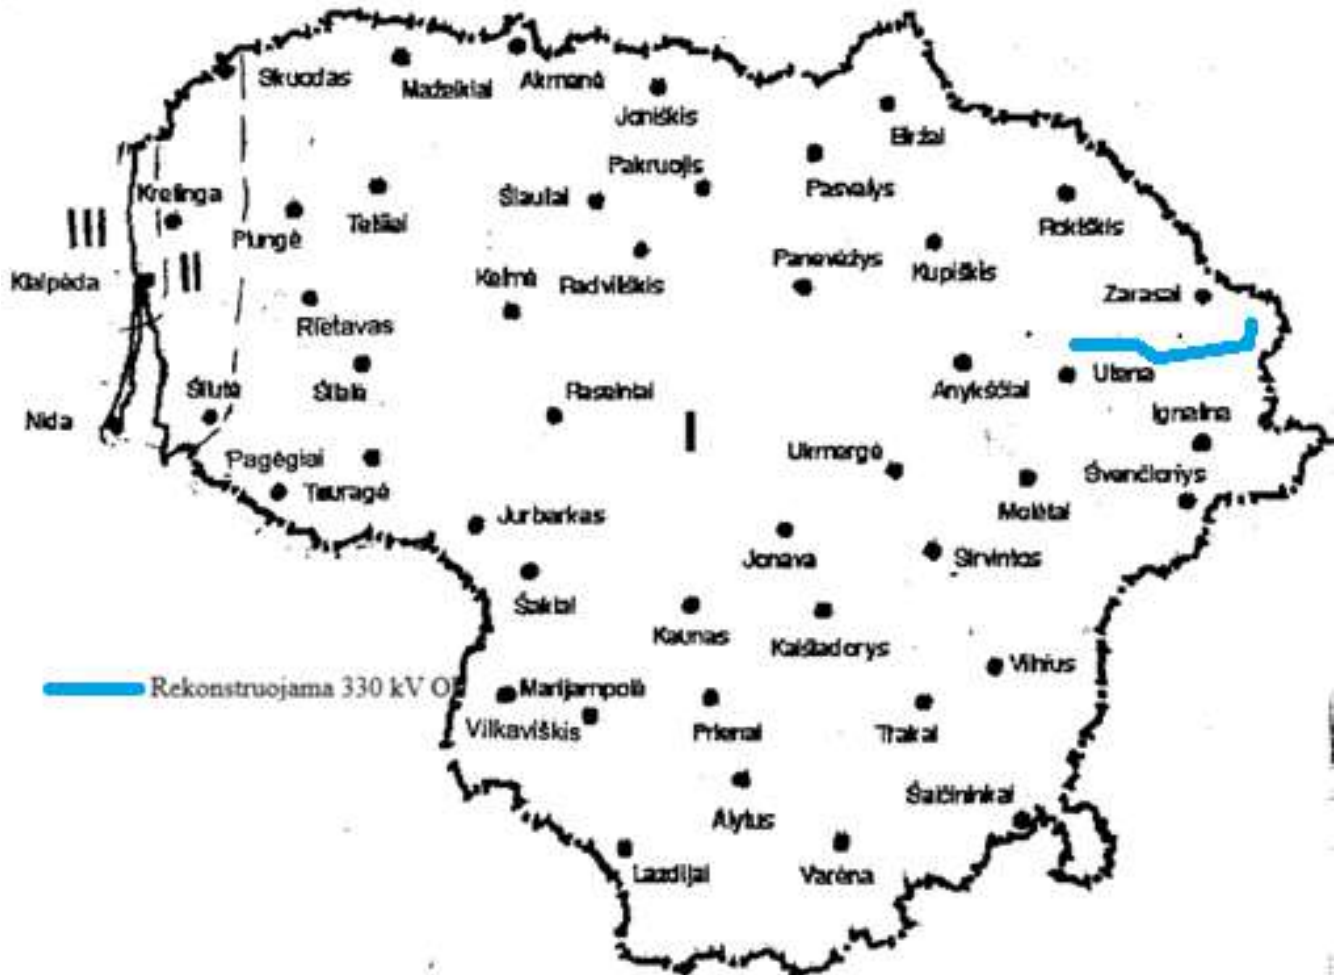 Skuodas
Mažeikiai
Akmenė
Joniškis
Biržai
Pakruojis
Pasvalys
Kretinga
Šiauliai
III
Plungė
Telšiai
Rokiškis
Klaipėda
II
Kelmė
Radviliškis
Panevėžys
Kupiškis
Zarasai
Rietavas
Šilutė
Šilalė
Raseiniai
Anykščiai
Utena
Ignalina
Nida
I
Ukmergė
Pagėgiai
Švenčionys
Tauragė
Jurbarkas
Molėtai
Jonava
Sirvintos
Šakiai
Kaunas
Kaišiadorys
Vilnius
Rekonstruojama 330 kV
Marijampolė
Vilkaviškis
Prienai
Trakai
Šalčininkai
Alytus
Lazdijai
Varėna